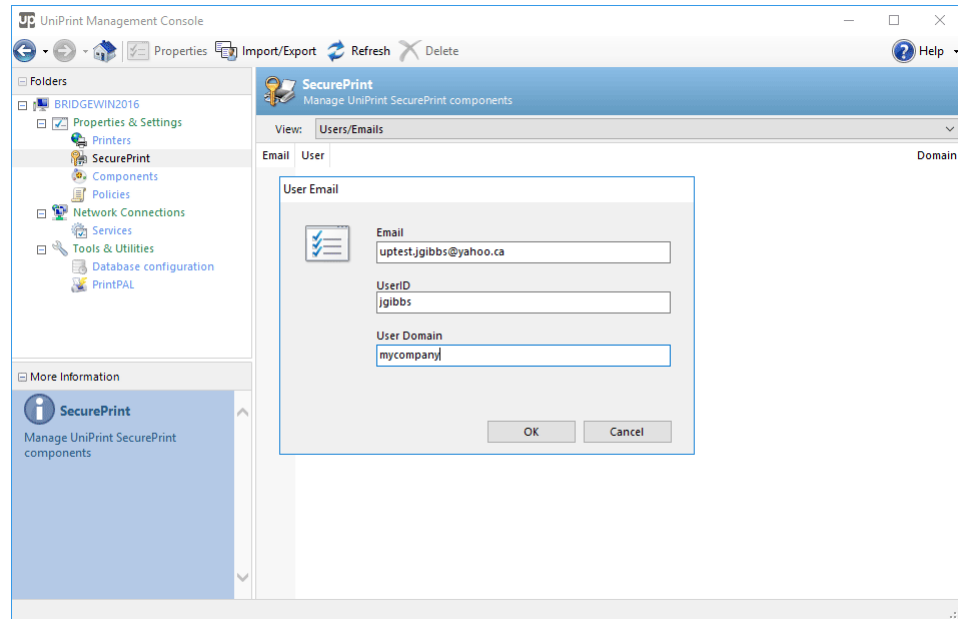 UP UniPrint Management Console
Properties Import/Export Refresh Delete Help
Folders
BRIDGEWIN2016
Properties & Settings
Printers
SecurePrint
Components
Policies
Network Connections
Services
Tools & Utilities
Database configuration
PrintPAL
More Information
SecurePrint
Manage UniPrint SecurePrint
components
SecurePrint
Manage UniPrint SecurePrint components
View: Users/Emails
Email User Domain
User Email
Email
uptest.jgibbs@yahoo.ca
UserID
jgibbs
User Domain
mycompany
OK Cancel